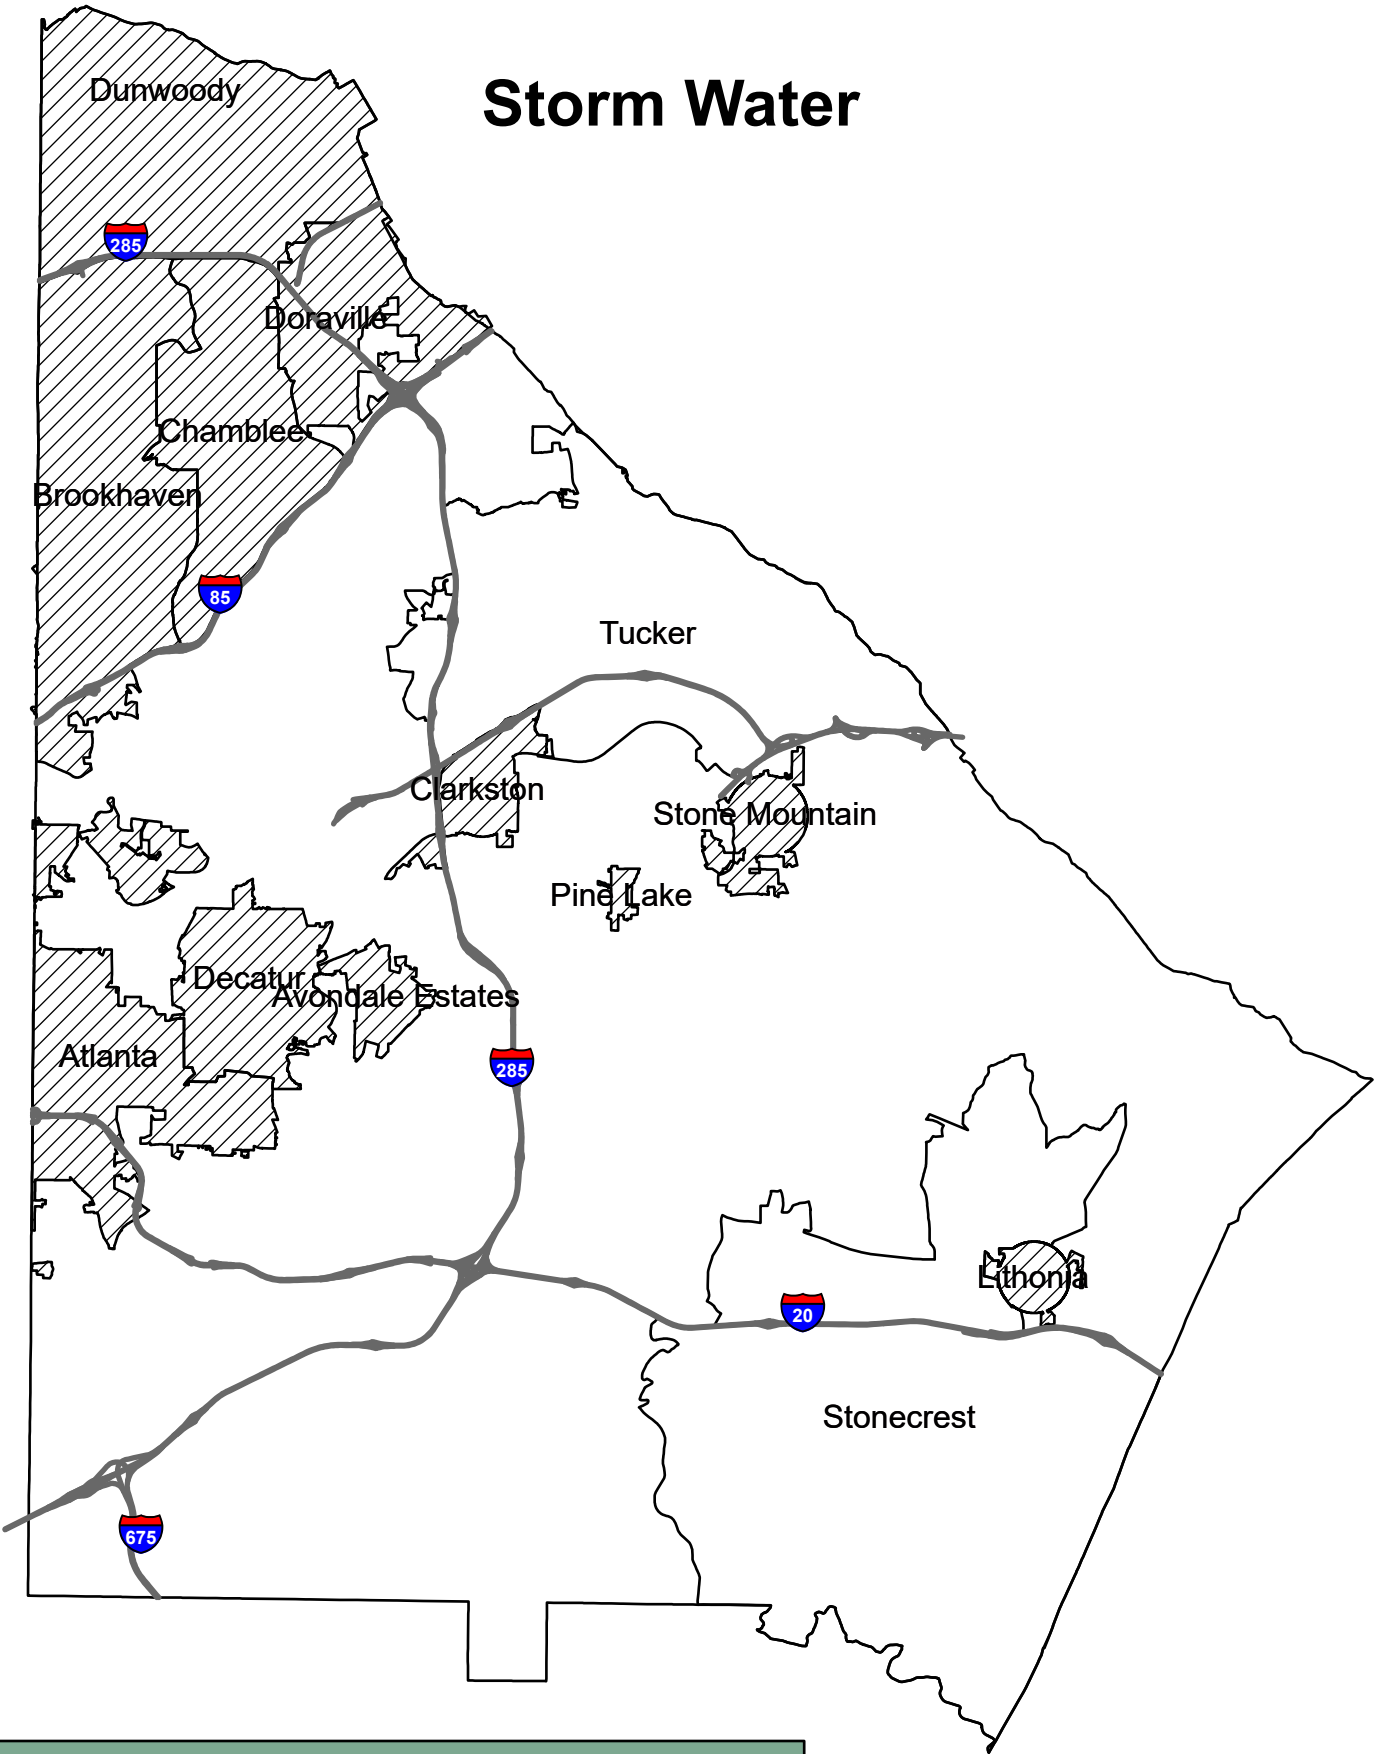 Storm Water
Dunwoody
285
Doraville
Chamblee
Brookhaven
85
Tucker
Clarkston
Stone Mountain
Pine Lake
Decatur
Avondale Estates
Atlanta
285
Lithonia
20
Stonecrest
675